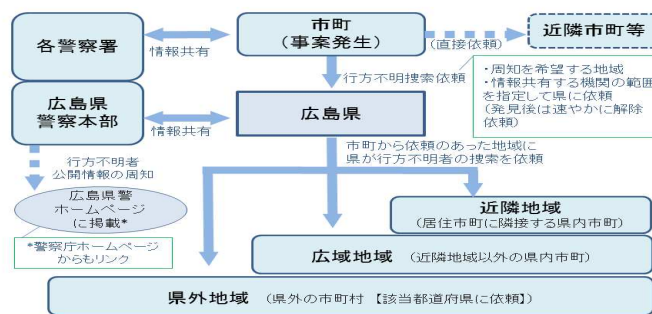 各警察署
情報共有
市町
(事案発生)
(直接依頼)
近隣市町等
行方不明捜索依頼
・周知を希望する地域
・情報共有する機関の範囲
を指定して県に依頼
(発見後は速やかに解除
依頼)
広島県
警察本部
情報共有
広島県
行方不明者
公開情報の周知
市町から依頼のあった地域に
県が行方不明者の捜索を依頼
広島県警
ホームページ
に掲載*
*警察庁ホームページ
からもリンク
近隣地域
(居住市町に隣接する県内市町)
広域地域 (近隣地域以外の県内市町)
県外地域 (県外の市町村 【該当都道府県に依頼】)